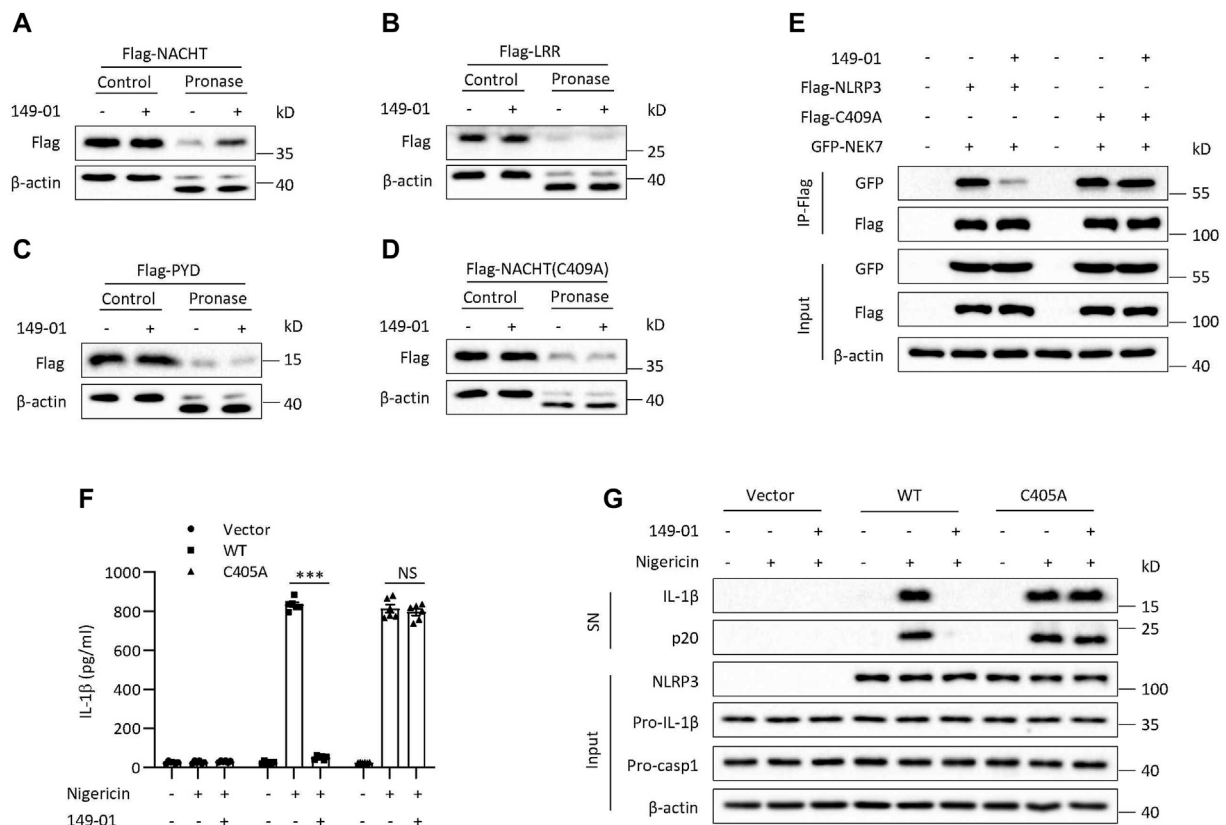 A
Flag-NACHT
Control Pronase
149-01 - + - + kD
Flag
35
β-actin
40
B
Flag-LRR
Control Pronase
149-01 - + - + kD
Flag
25
β-actin
40
C
Flag-PYD
Control Pronase
149-01 - + - + kD
Flag
15
β-actin
40
D
Flag-NACHT(C409A)
Control Pronase
149-01 - + - + kD
Flag
35
β-actin
40
E
149-01 - - + - - +
Flag-NLRP3 - + + - - -
Flag-C409A - - - - + +
GFP-NEK7 - + + - + + kD
IP-Flag
GFP
55
Flag
100
Input
GFP
55
Flag
100
β-actin
40
F
Vector
WT
C405A
IL-1β (pg/ml)
1000
800
600
400
200
0
***
NS
Nigericin - + + - + + - + +
149-01 - - + - - + - - +
G
Vector WT C405A
149-01 - - + - - + - - +
Nigericin - + + - + + - + + kD
SN
IL-1β
15
p20
25
Input
NLRP3
100
Pro-IL-1β
35
Pro-casp1
40
β-actin
40